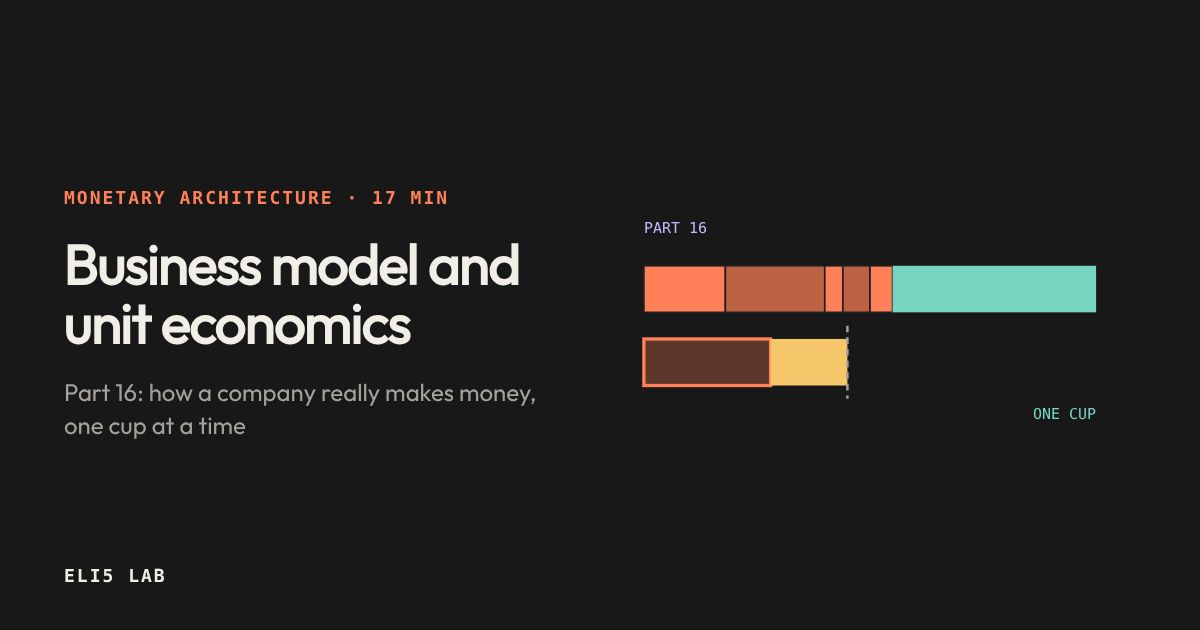 MONETARY ARCHITECTURE · 17 MIN
Business model and
unit economics
Part 16: how a company really makes money,
one cup at a time
ELI5 LAB
PART 16
ONE CUP